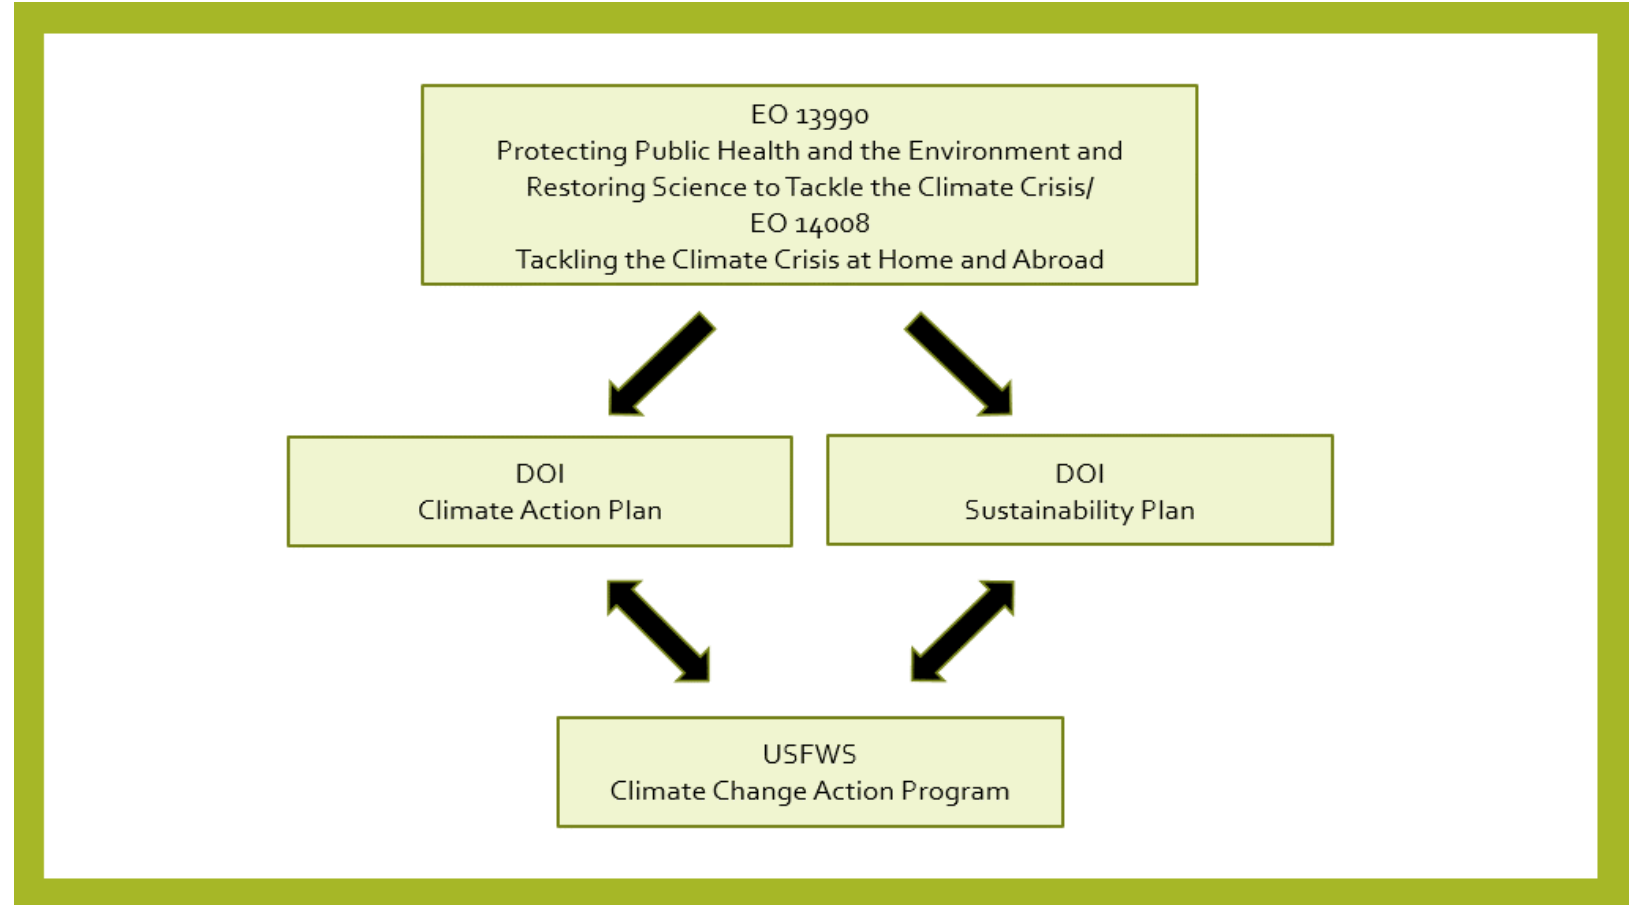 EO 13990
Protecting Public Health and the Environment and
Restoring Science to Tackle the Climate Crisis/
EO 14008
Tackling the Climate Crisis at Home and Abroad
DOI
Climate Action Plan
DOI
Sustainability Plan
USFWS
Climate Change Action Program